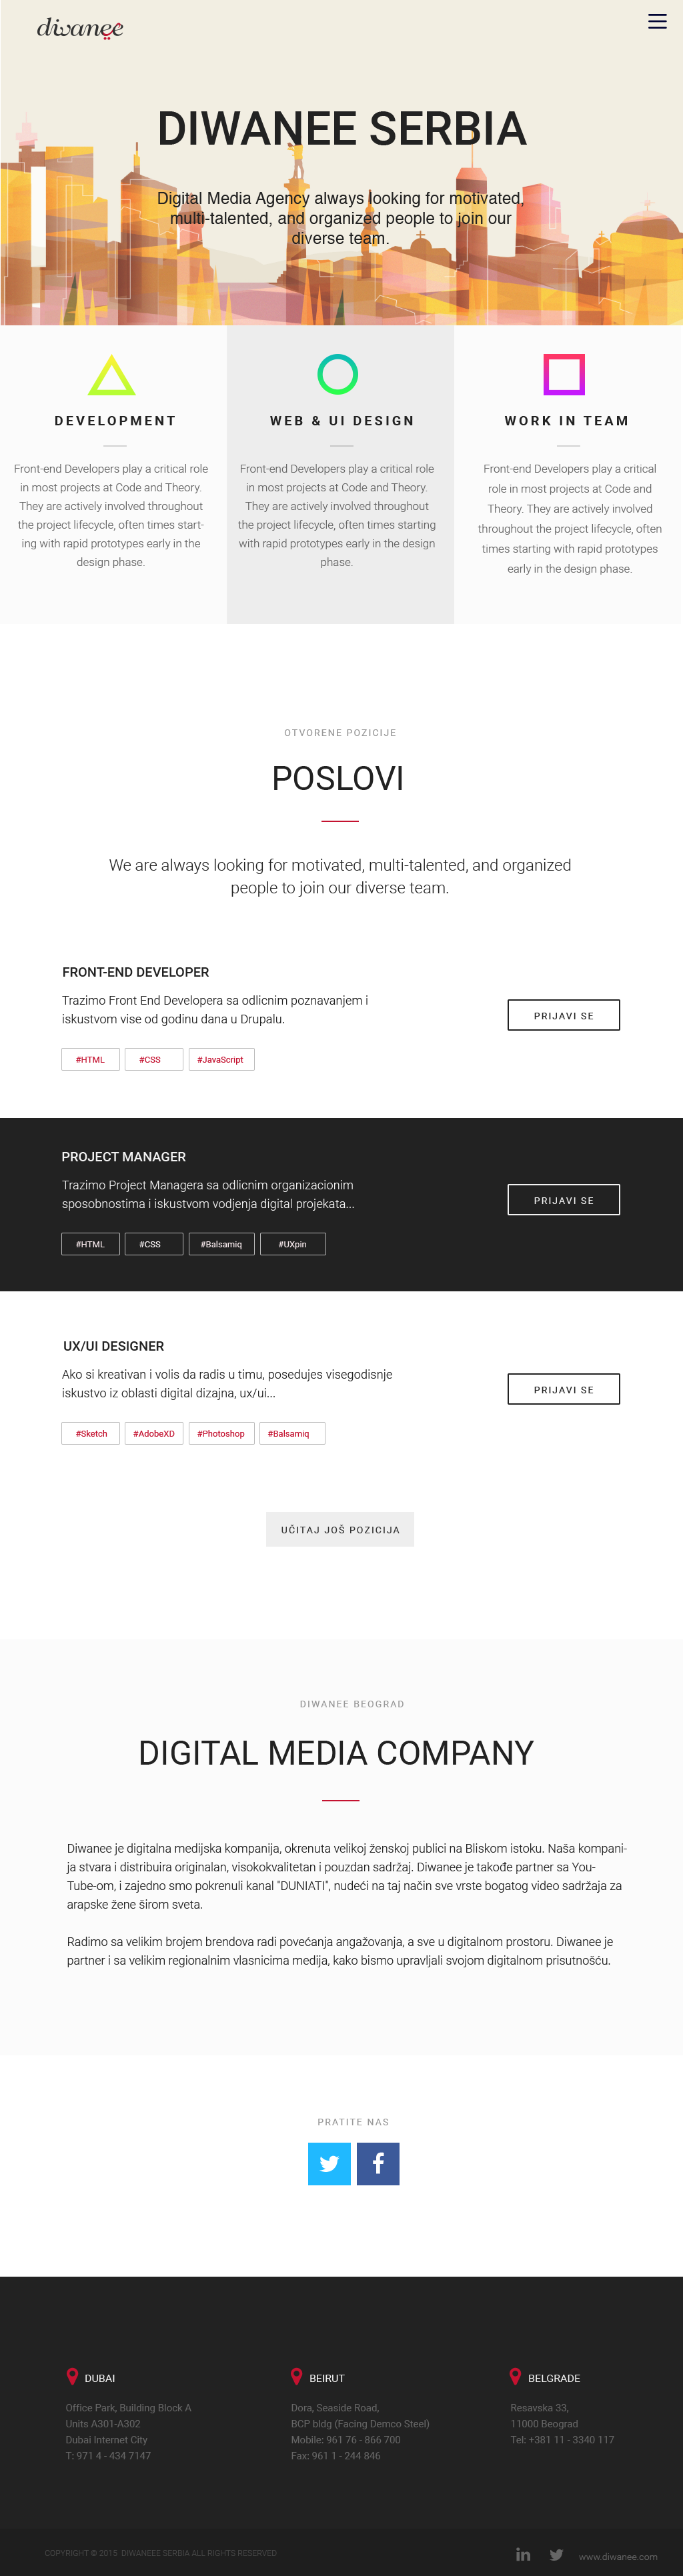 diwanee
DIWANEE SERBIA
Digital Media Agency always looking for motivated,
multi-talented, and organized people to join our
diverse team.
DEVELOPMENT
Front-end Developers play a critical role
in most projects at Code and Theory.
They are actively involved throughout
the project lifecycle, often times start-
ing with rapid prototypes early in the
design phase.
WEB & UI DESIGN
Front-end Developers play a critical role
in most projects at Code and Theory.
They are actively involved throughout
the project lifecycle, often times starting
with rapid prototypes early in the design
phase.
WORK IN TEAM
Front-end Developers play a critical
role in most projects at Code and
Theory. They are actively involved
throughout the project lifecycle, often
times starting with rapid prototypes
early in the design phase.
OTVORENE POZICIJE
POSLOVI
We are always looking for motivated, multi-talented, and organized
people to join our diverse team.
FRONT-END DEVELOPER
Trazimo Front End Developera sa odlicnim poznavanjem i
iskustvom vise od godinu dana u Drupalu.
PRIJAVI SE
#HTML #CSS #JavaScript
PROJECT MANAGER
Trazimo Project Managera sa odlicnim organizacionim
sposobnostima i iskustvom vodjenja digital projekata...
PRIJAVI SE
#HTML #CSS #Balsamiq #UXpin
UX/UI DESIGNER
Ako si kreativan i volis da radis u timu, posedujes visegodisnje
iskustvo iz oblasti digital dizajna, ux/ui...
PRIJAVI SE
#Sketch #AdobeXD #Photoshop #Balsamiq
UČITAJ JOŠ POZICIJA
DIWANEE BEOGRAD
DIGITAL MEDIA COMPANY
Diwanee je digitalna medijska kompanija, okrenuta velikoj ženskoj publici na Bliskom istoku. Naša kompani-
ja stvara i distribuira originalan, visokokvalitetan i pouzdan sadržaj. Diwanee je takođe partner sa You-
Tube-om, i zajedno smo pokrenuli kanal "DUNIATI", nudeći na taj način sve vrste bogatog video sadržaja za
arapske žene širom sveta.
Radimo sa velikim brojem brendova radi povećanja angažovanja, a sve u digitalnom prostoru. Diwanee je
partner i sa velikim regionalnim vlasnicima medija, kako bismo upravljali svojom digitalnom prisutnošću.
PRATITE NAS
DUBAI
Office Park, Building Block A
Units A301-A302
Dubai Internet City
T: 971 4 - 434 7147
BEIRUT
Dora, Seaside Road,
BCP bldg (Facing Demco Steel)
Mobile: 961 76 - 866 700
Fax: 961 1 - 244 846
BELGRADE
Resavska 33,
11000 Beograd
Tel: +381 11 - 3340 117
COPYRIGHT © 2015 DIWANEEE SERBIA ALL RIGHTS RESERVED
www.diwanee.com